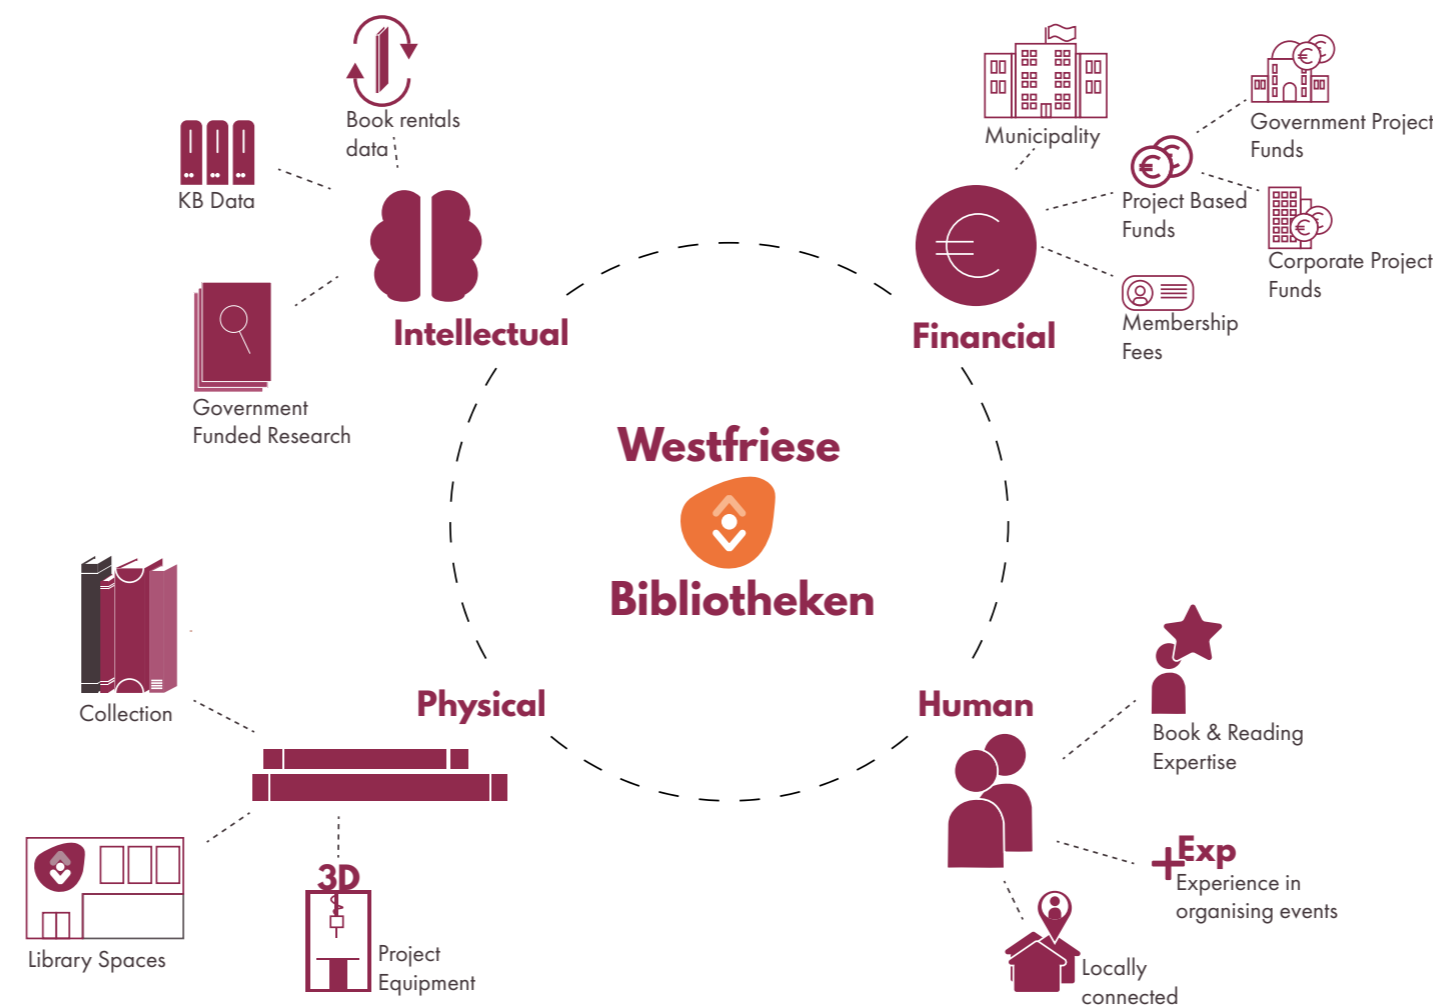 Book rentals
data
KB Data
Government
Funded Research
Intellectual
Municipality
Government Project
Funds
Project Based
Funds
Corporate Project
Funds
Membership
Fees
Financial
Westfriese
Bibliotheken
Physical
Collection
Library Spaces
3D
Project
Equipment
Human
Book & Reading
Expertise
+Exp
Experience in
organising events
Locally
connected